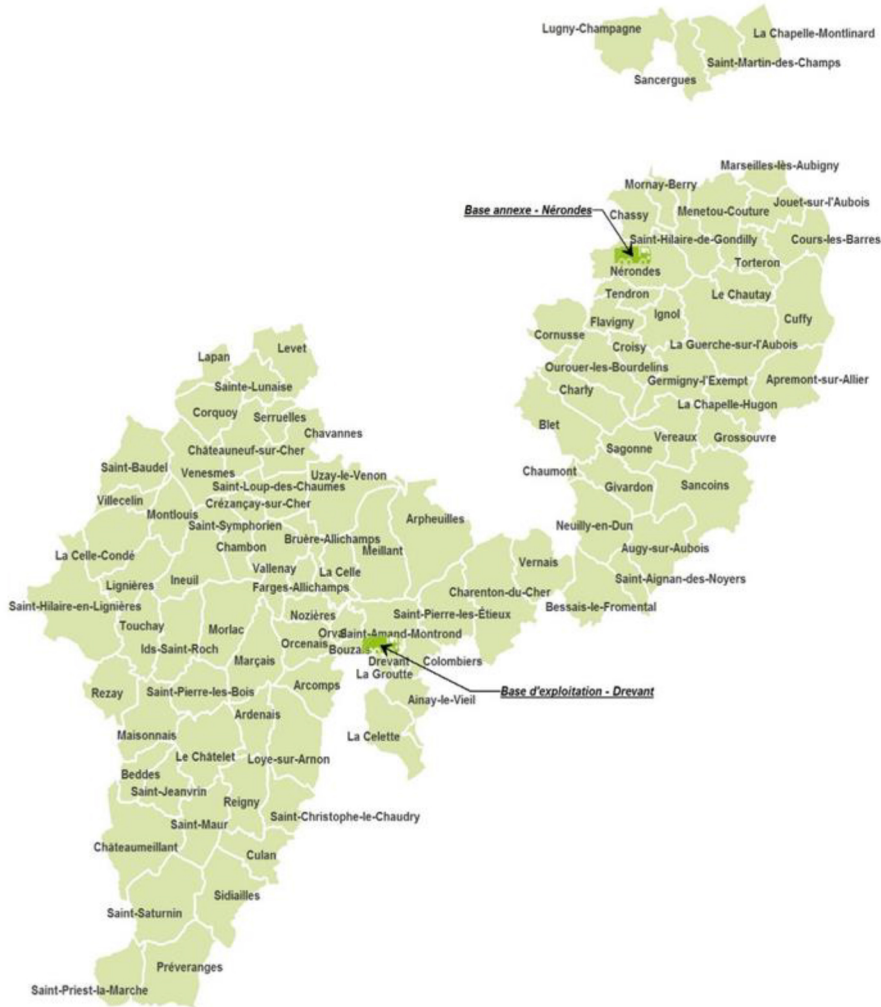 Lugny-Champagne
La Chapelle-Montlinard
Saint-Martin-des-Champs
Sancergues
Marseilles-lès-Aubigny
Mornay-Berry
Jouet-sur-l'Aubois
Base annexe - Nérondes
Chassy
Menetou-Couture
Saint-Hilaire-de-Gondilly
Cours-les-Barres
Torteron
Nérondes
Tendron
Le Chautay
Ignol
Cuffy
Flavigny
Cornusse
Croisy
La Guerche-sur-l'Aubois
Levet
Lapan
Ourouer-les-Bourdelins
Germigny-l'Exempt
Apremont-sur-Allier
Sainte-Lunaise
Charly
La Chapelle-Hugon
Corquoy
Serruelles
Blet
Chavannes
Vereaux
Grossouvre
Châteauneuf-sur-Cher
Sagonne
Saint-Baudel
Venesmes
Uzay-le-Venon
Chaumont
Saint-Loup-des-Chaumes
Givardon
Sancoins
Villecelin
Crézançay-sur-Cher
Montlouis
Arpheuilles
Saint-Symphorien
Neuilly-en-Dun
Bruère-Allichamps
Chambon
Meillant
Augy-sur-Aubois
La Celle-Condé
Vernais
Vallenay
La Celle
Lignières
Ineuil
Saint-Aignan-des-Noyers
Farges-Allichamps
Charenton-du-Cher
Saint-Hilaire-en-Lignières
Bessais-le-Fromental
Nozières
Saint-Pierre-les-Étieux
Touchay
Morlac
Orval
Saint-Amand-Montrond
Orcenais
Ids-Saint-Roch
Bouzais
Marçais
Drevant
Colombiers
La Groutte
Arcomps
Rezay
Saint-Pierre-les-Bois
Base d'exploitation - Drevant
Ainay-le-Vieil
Ardenais
Maisonnais
La Celette
Le Châtelet
Loye-sur-Arnon
Beddes
Saint-Jeanvrin
Reigny
Saint-Christophe-le-Chaudry
Saint-Maur
Châteaumeillant
Culan
Sidiailles
Saint-Saturnin
Préveranges
Saint-Priest-la-Marche